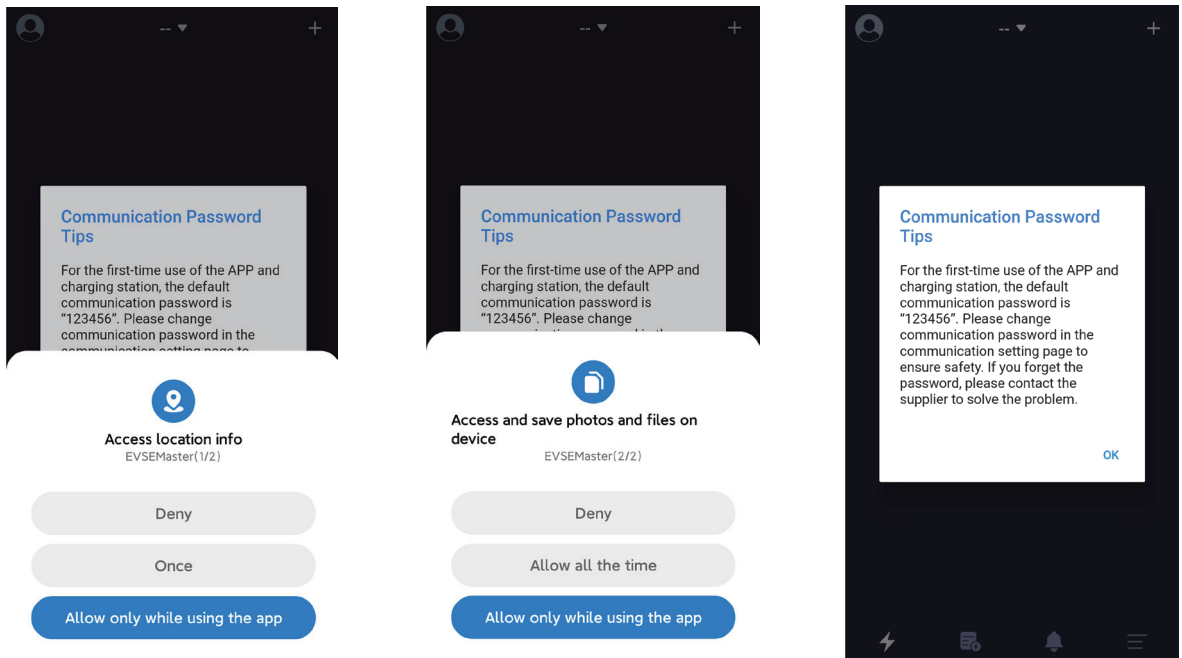 -- ▼ +
Communication Password
Tips
For the first-time use of the APP and
charging station, the default
communication password is
“123456”. Please change
communication password in the
communication setting page to
Access location info
EVSEMaster(1/2)
Deny
Once
Allow only while using the app
-- ▼ +
Communication Password
Tips
For the first-time use of the APP and
charging station, the default
communication password is
“123456”. Please change
Access and save photos and files on
device
EVSEMaster(2/2)
Deny
Allow all the time
Allow only while using the app
-- ▼ +
Communication Password
Tips
For the first-time use of the APP and
charging station, the default
communication password is
“123456”. Please change
communication password in the
communication setting page to
ensure safety. If you forget the
password, please contact the
supplier to solve the problem.
OK